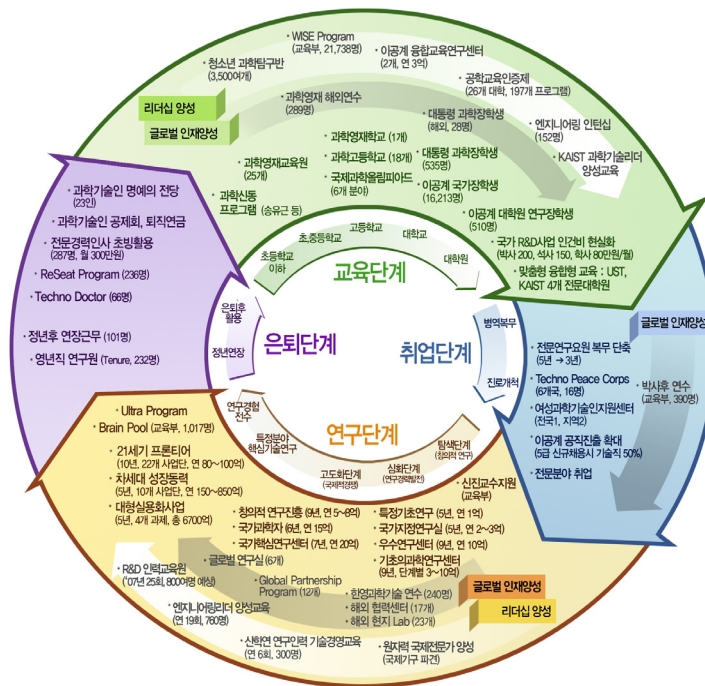 · WISE Program
(교육부, 21,738명)
· 청소년 과학탐구반
(3,500여개)
· 이공계 융합교육연구센터
(2개, 연 3억)
· 공학교육인증제
(26개 대학, 197개 프로그램)
리더십 양성
글로벌 인재양성
· 과학영재 해외연수
(289명)
· 대통령 과학장학생
(해외, 28명)
· 엔지니어링 인턴십
(152명)
· KAIST 과학기술리더
양성교육
· 과학영재학교 (1개)
· 과학고등학교 (18개)
· 국제과학올림피아드
(6개 분야)
· 대통령 과학장학생
(535명)
· 이공계 국가장학생
(16,213명)
· 과학영재교육원
(25개)
· 과학신동
프로그램 (송유근 등)
· 이공계 대학원 연구장학생
(510명)
· 국가 R&D사업 인건비 현실화
(박사 200, 석사 150, 학사 80만원/월)
· 맞춤형 융합형 교육 : UST,
KAIST 4개 전문대학원
초등학교
이하
초,중등학교
고등학교
대학교
대학원
교육단계
· 과학기술인 명예의 전당
(23인)
· 과학기술인 공제회, 퇴직연금
· 전문경력인사 초빙활용
(287명, 월 300만원)
· ReSeat Program (236명)
· Techno Doctor (66명)
· 정년후 연장근무 (101명)
· 영년직 연구원 (Tenure, 232명)
은퇴후
활용
정년연장
은퇴단계
취업단계
병역복무
진로개척
글로벌 인재양성
· 전문연구요원 복무 단축
(5년 → 3년)
· Techno Peace Corps
(6개국, 16명)
· 여성과학기술인지원센터
(전국1, 지역2)
· 이공계 공직진출 확대
(5급 신규채용시 기술직 50%)
· 전문분야 취업
· 박사후 연수
(교육부, 390명)
연구단계
연구경험
전수
특정분야
핵심기술연구
고도화단계
(국제적경쟁)
심화단계
(연구경력발전)
탐색단계
(창의적 연구)
· Ultra Program
· Brain Pool (교육부, 1,017명)
· 21세기 프론티어
(10년, 22개 사업단, 연 80~100억)
· 차세대 성장동력
(5년, 10개 사업단, 연 150~850억)
· 대형실용화사업
(5년, 4개 과제, 총 6700억)
· 신진교수지원
(교육부)
· 창의적 연구진흥 (9년, 연 5~8억)
· 국가과학자 (6년, 연 15억)
· 국가핵심연구센터 (7년, 연 20억)
· 특정기초연구 (5년, 연 1억)
· 국가지정연구실 (5년, 연 2~3억)
· 우수연구센터 (9년, 연 10억)
· 기초의과학연구센터
(9년, 단계별 3~10억)
· 글로벌 연구실 (6개)
· Global Partnership
Program (12개)
· 한영과학기술 연수 (240명)
· 해외 협력센터 (17개)
· 해외 현지 Lab (23개)
글로벌 인재양성
리더십 양성
· R&D 인력교육원
('07년 25회, 800여명 예상)
· 엔지니어링리더 양성교육
(연 19회, 760명)
· 산학연 연구인력 기술경영교육
(연 6회, 300명)
· 원자력 국제전문가 양성
(국제기구 파견)